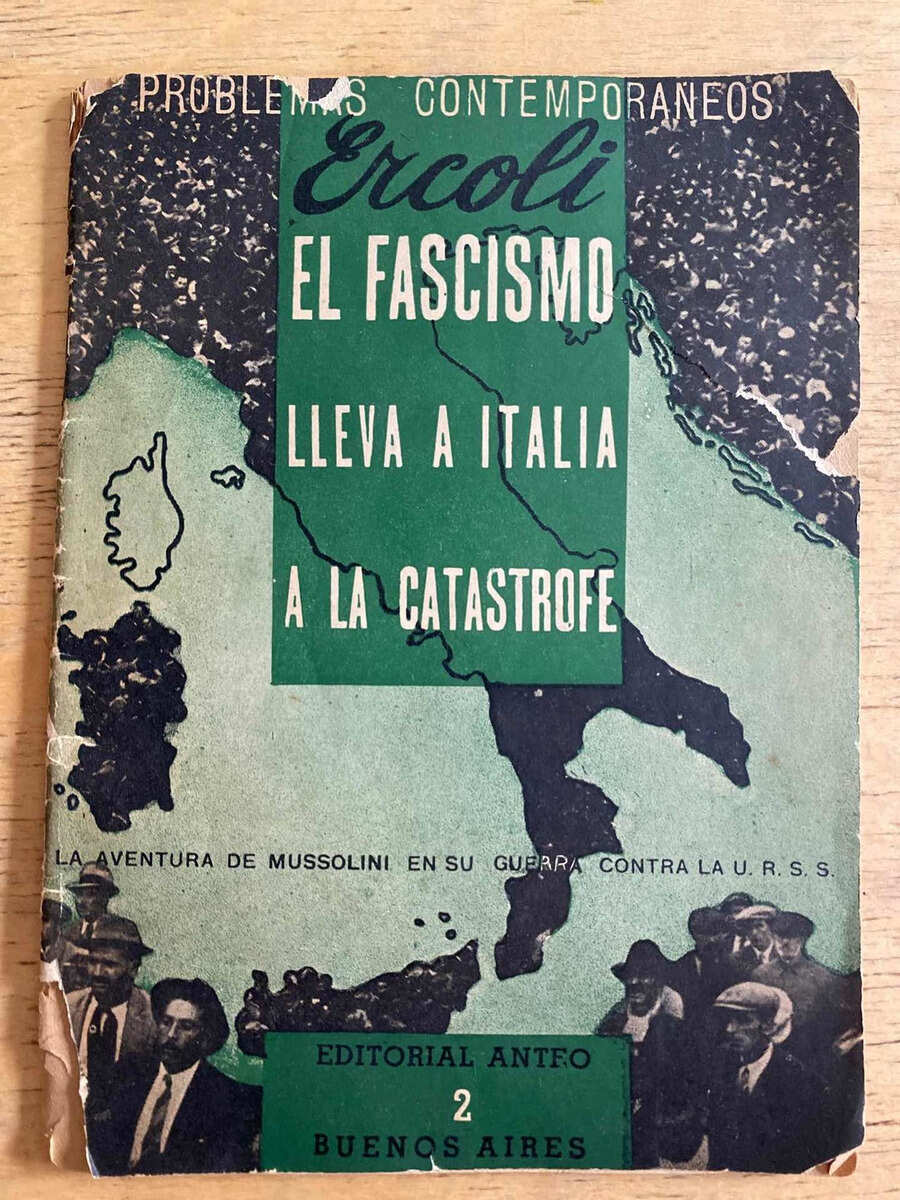 PROBLEMAS CONTEMPORANEOS
Ercoli
EL FASCISMO
LLEVA A ITALIA
A LA CATASTROFE
LA AVENTURA DE MUSSOLINI EN SU GUERRA CONTRA LA U. R. S. S.
EDITORIAL ANTEO
2
BUENOS AIRES